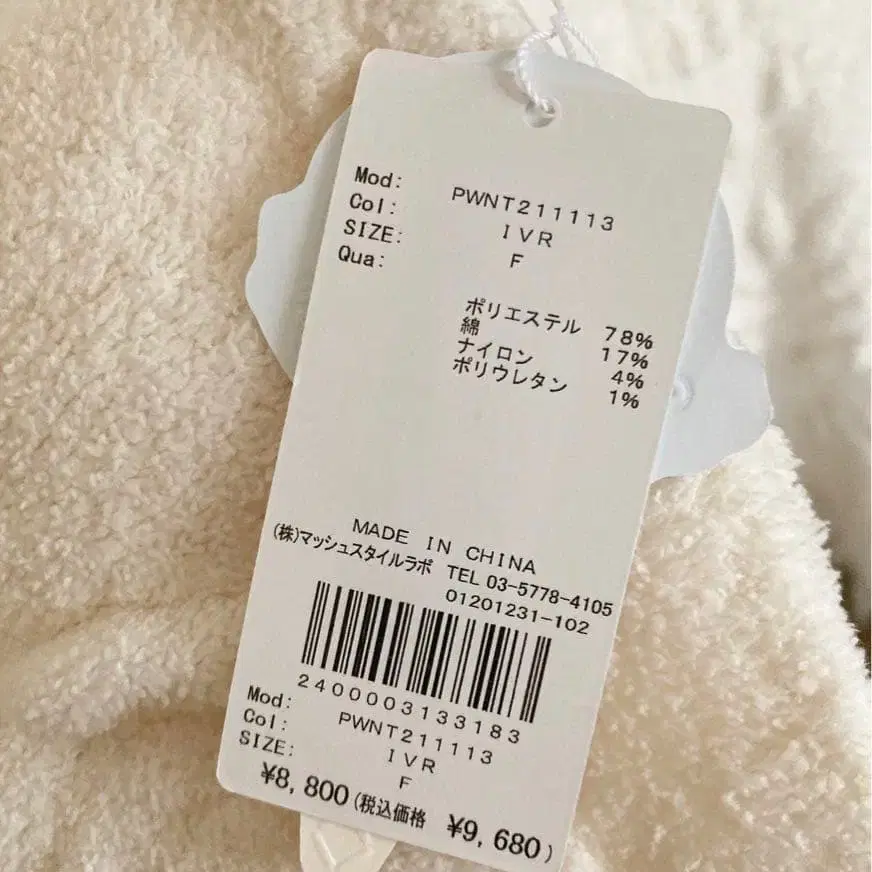 Mod: PWNT211113
Col: IVR
SIZE: F
Qua:
ポリエステル 78%
綿 17%
ナイロン 4%
ポリウレタン 1%
MADE IN CHINA
(株)マッシュスタイルラボ TEL 03-5778-4105
01201231-102
2400003133183
Mod: PWNT211113
Col: IVR
SIZE: F
¥8,800(税込価格 ¥9,680)